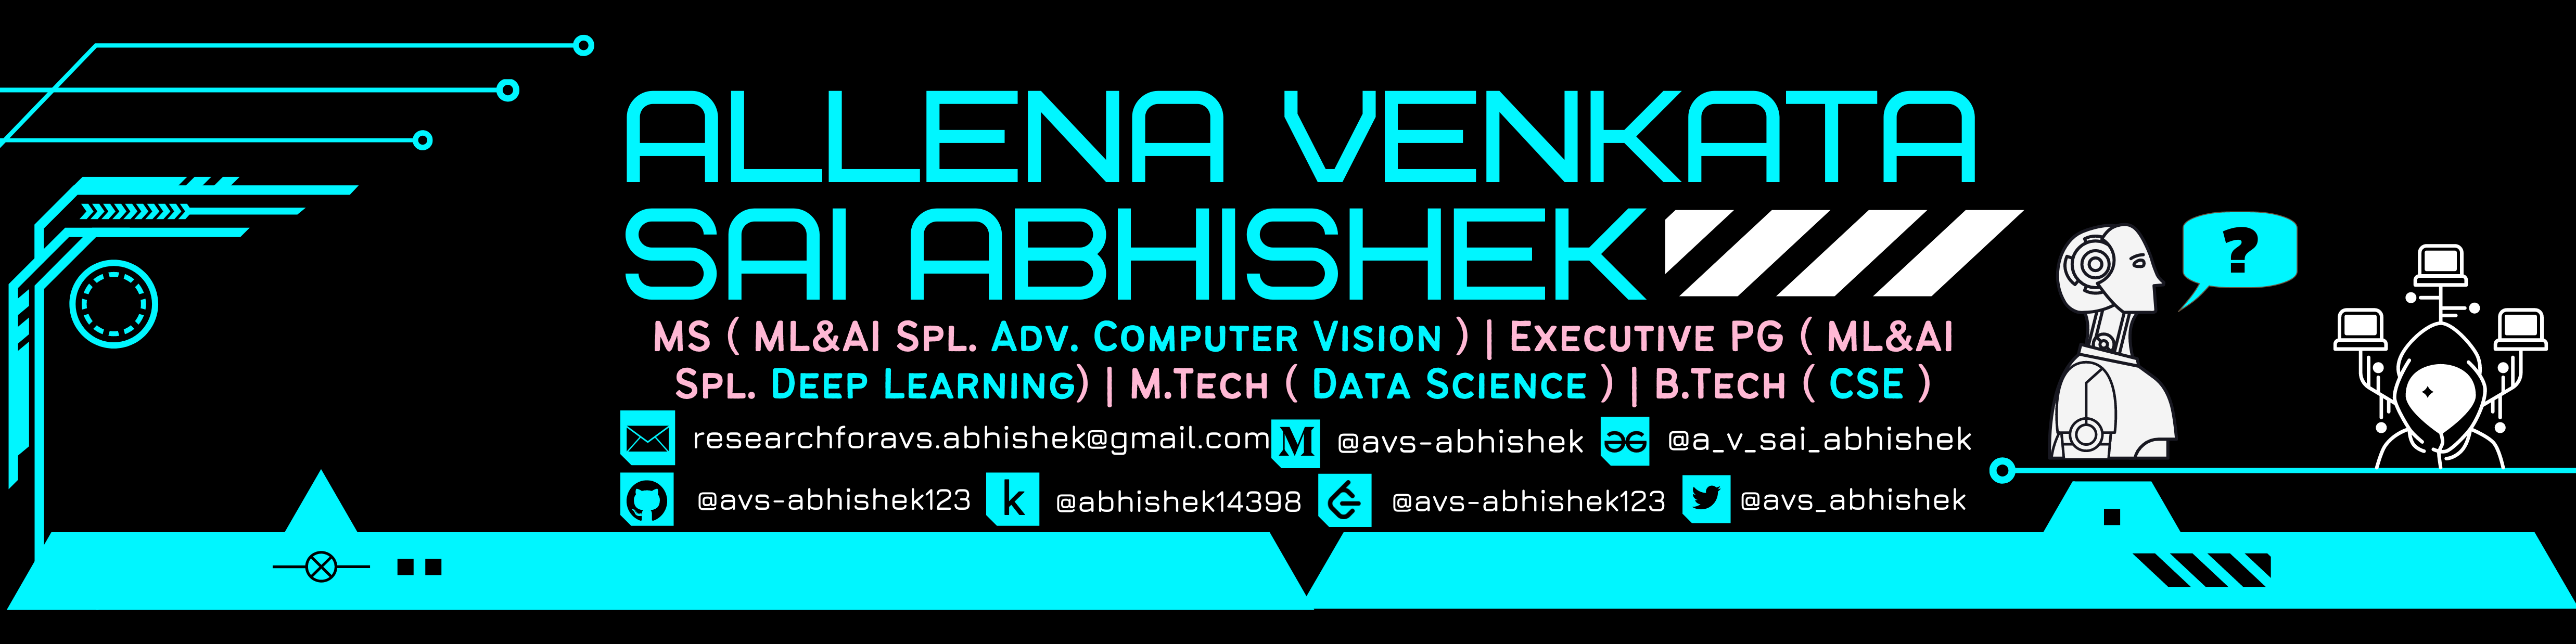 ALLENA VENKATA
SAI ABHISHEK
?
MS ( ML&AI SPL. ADV. COMPUTER VISION ) | EXECUTIVE PG ( ML&AI
SPL. DEEP LEARNING) | M.TECH ( DATA SCIENCE ) | B.TECH ( CSE )
researchforavs.abhishek@gmail.com M @avs-abhishek @a_v_sai_abhishek
@avs-abhishek123 k @abhishek14398 @avs-abhishek123 @avs_abhishek